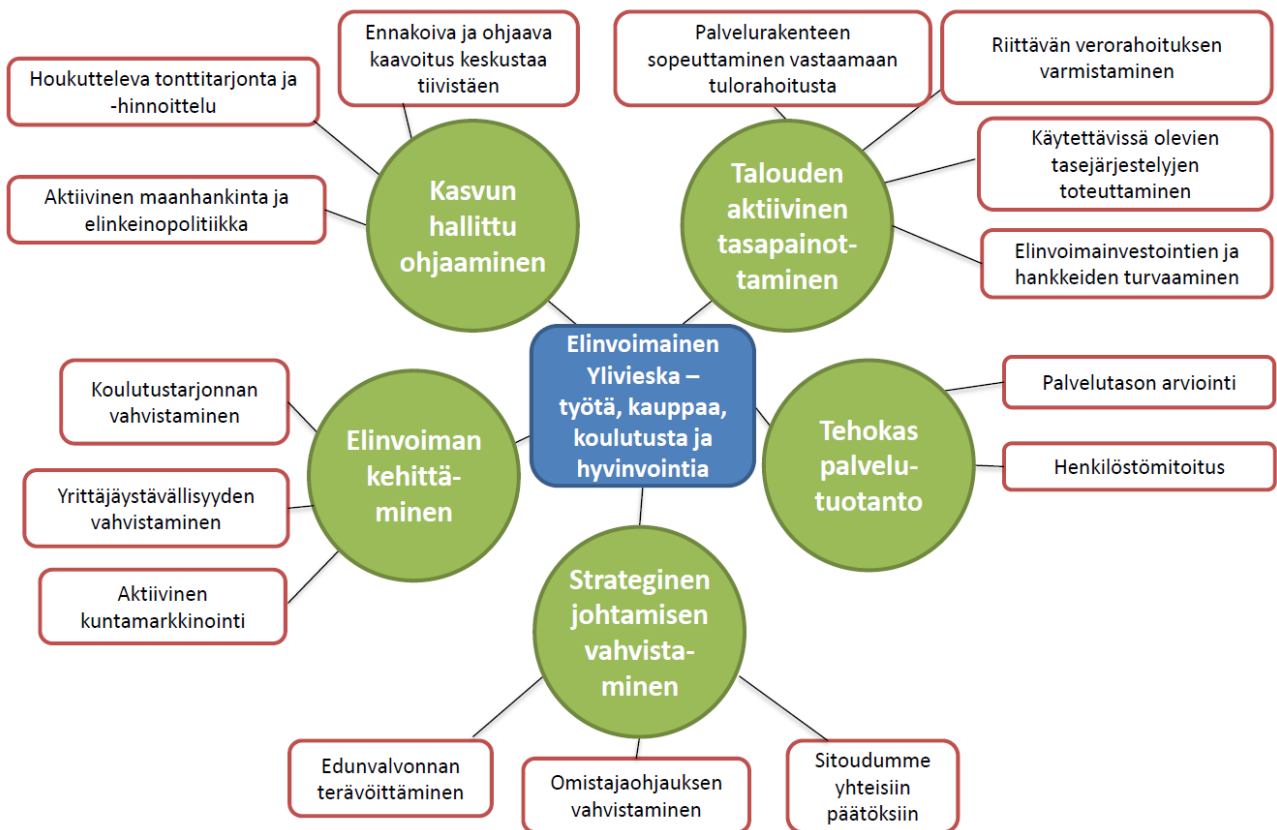 Ennakoiva ja ohjaava
kaavoitus keskustaa
tiivistäen
Houkutteleva tonttitarjonta ja
-hinnoittelu
Aktiivinen maanhankinta ja
elinkeinopolitiikka
Kasvun
hallittu
ohjaaminen
Palvelurakenteen
sopeuttaminen vastaamaan
tulorahoitusta
Riittävän verorahoituksen
varmistaminen
Käytettävissä olevien
tasejärjestelyjen
toteuttaminen
Elinvoimainvestointien ja
hankkeiden turvaaminen
Talouden
aktiivinen
tasapainot-
taminen
Elinvoimainen
Ylivieska –
työtä, kauppaa,
koulutusta ja
hyvinvointia
Koulutustarjonnan
vahvistaminen
Yrittäjäystävällisyyden
vahvistaminen
Aktiivinen
kuntamarkkinointi
Elinvoiman
kehittä-
minen
Tehokas
palvelu-
tuotanto
Palvelutason arviointi
Henkilöstömitoitus
Strateginen
johtamisen
vahvista-
minen
Edunvalvonnan
terävöittäminen
Omistajaohjauksen
vahvistaminen
Sitoudumme
yhteisiin
päätöksiin